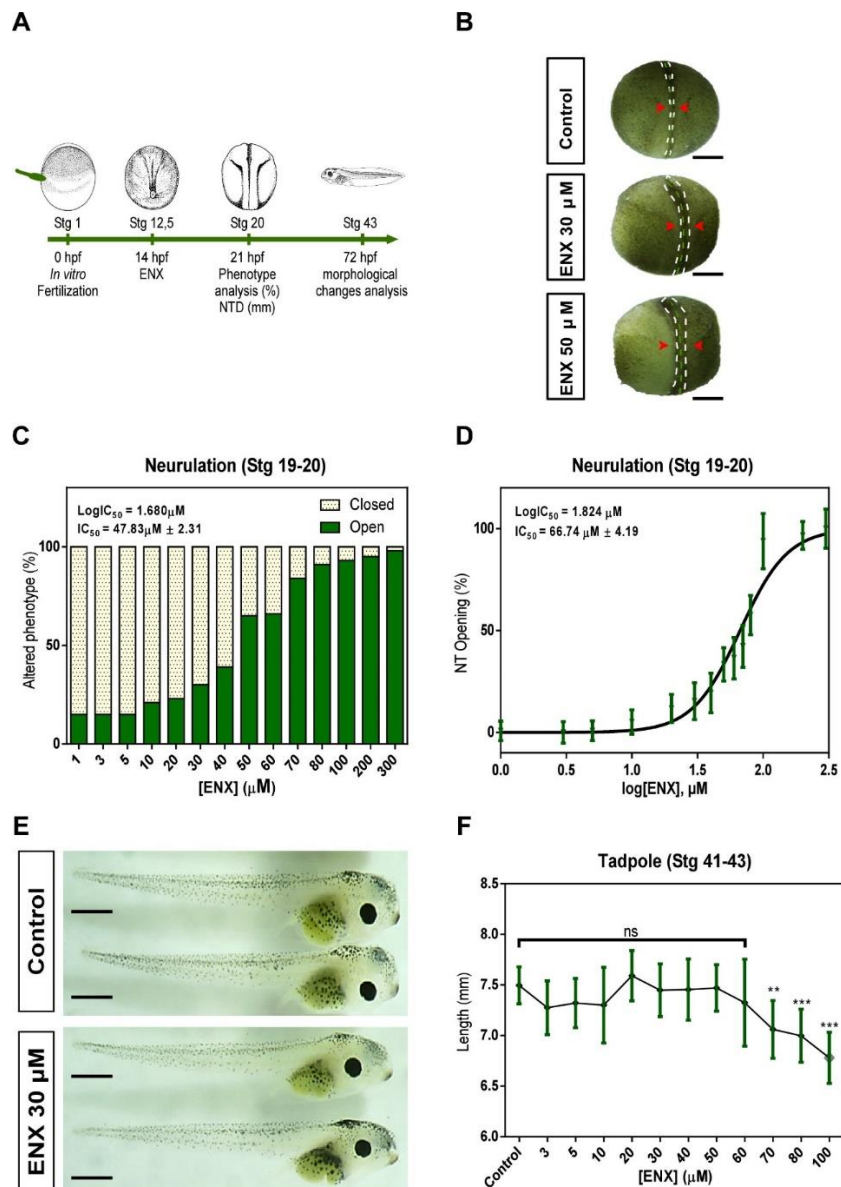 A
Stg 1 Stg 12,5 Stg 20 Stg 43
0 hpf 14 hpf 21 hpf 72 hpf
In vitro ENX Phenotype morphological
Fertilization analysis (%) changes analysis
NTD (mm)
B
Control
ENX 30 µM
ENX 50 µM
C
Neurulation (Stg 19-20)
LogIC50 = 1.680µM
IC50 = 47.83µM ± 2.31
Closed
Open
Altered phenotype (%)
100
50
0
1 3 5 10 20 30 40 50 60 70 80 100 200 300
[ENX] (µM)
D
Neurulation (Stg 19-20)
LogIC50 = 1.824 µM
IC50 = 66.74 µM ± 4.19
NT Opening (%)
100
50
0
0.0 0.5 1.0 1.5 2.0 2.5
log[ENX], µM
E
Control
ENX 30 µM
F
Tadpole (Stg 41-43)
8.5
8.0
7.5
7.0
6.5
6.0
Length (mm)
ns
** *** ***
Control 3 5 10 20 30 40 50 60 70 80 100
[ENX] (µM)